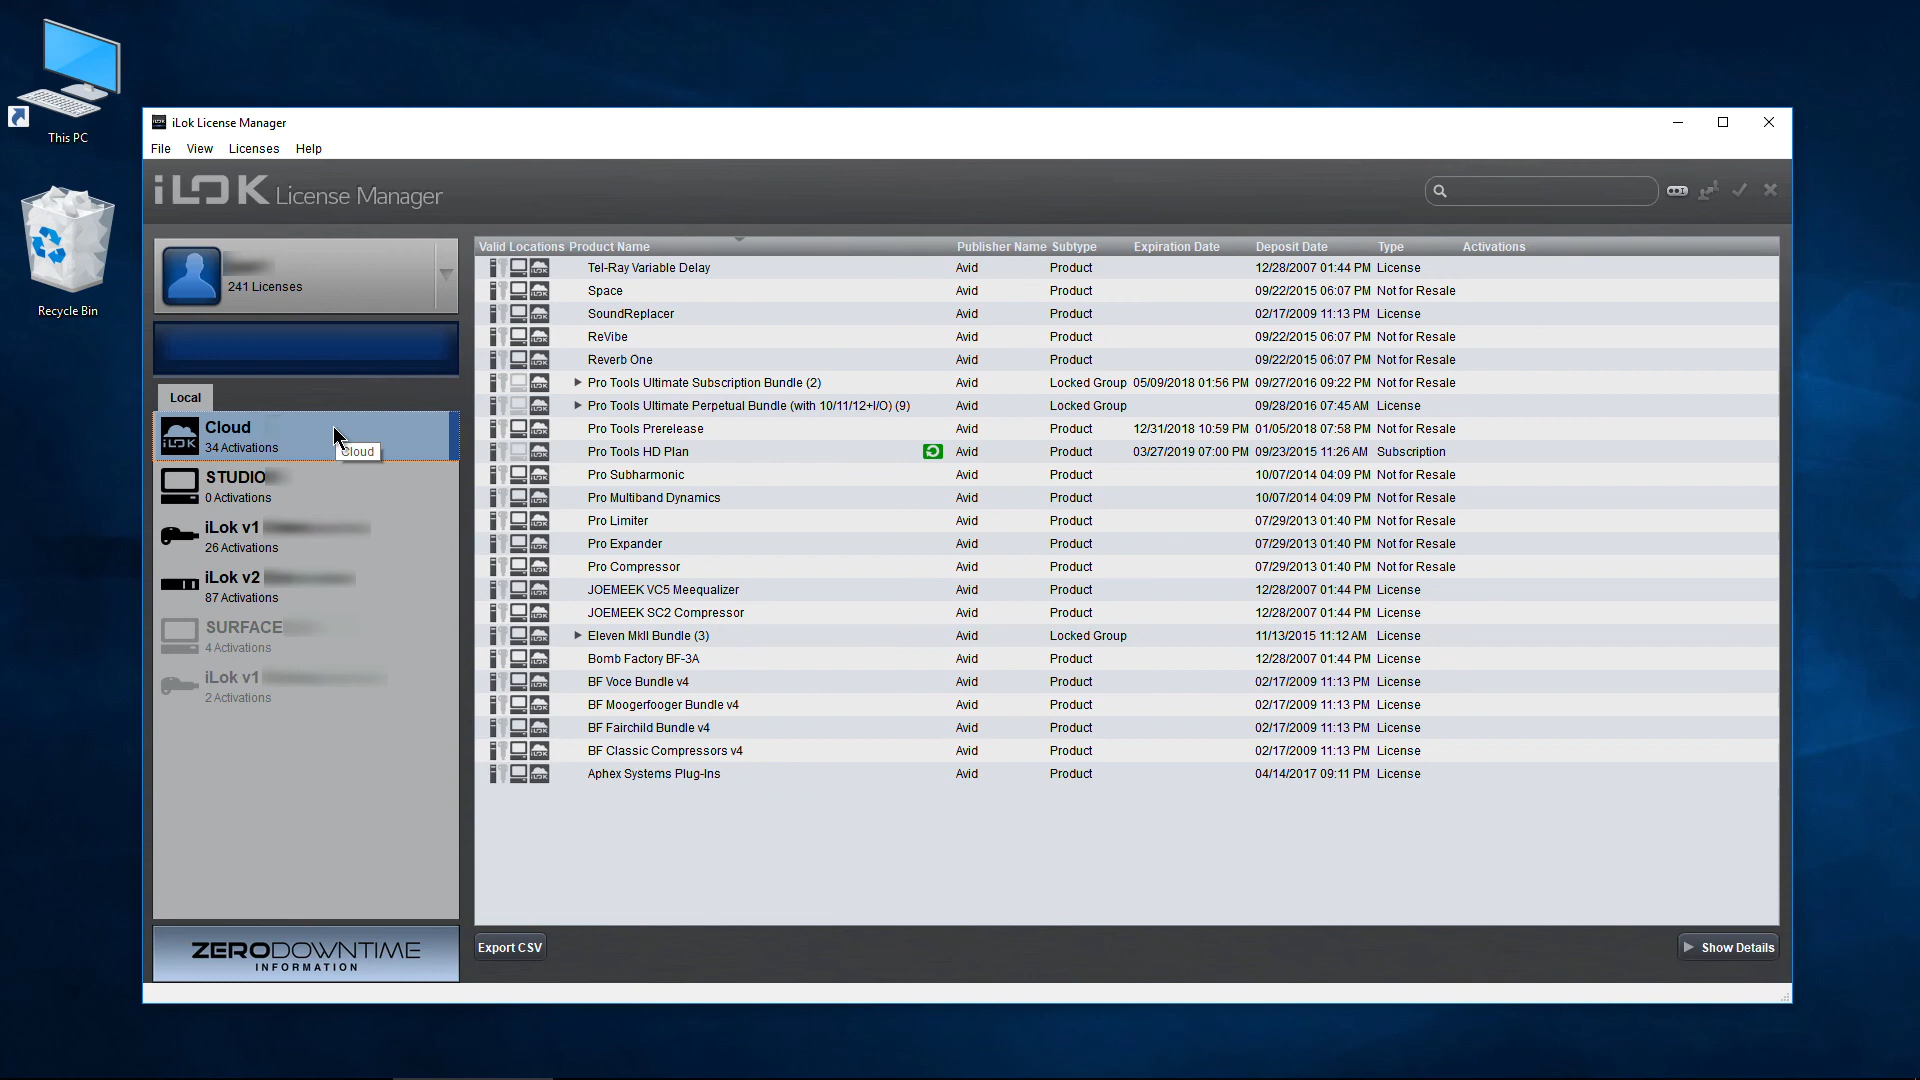 This PC
Recycle Bin
iLok License Manager
File View Licenses Help
iLOK License Manager
241 Licenses
Local
Cloud
34 Activations
Cloud
STUDIO
0 Activations
iLok v1
26 Activations
iLok v2
87 Activations
SURFACE
4 Activations
iLok v1
2 Activations
ZERODOWNTIME
INFORMATION
Valid Locations Product Name Publisher Name Subtype Expiration Date Deposit Date Type Activations
Tel-Ray Variable Delay Avid Product 12/28/2007 01:44 PM License
Space Avid Product 09/22/2015 06:07 PM Not for Resale
SoundReplacer Avid Product 02/17/2009 11:13 PM License
ReVibe Avid Product 09/22/2015 06:07 PM Not for Resale
Reverb One Avid Product 09/22/2015 06:07 PM Not for Resale
Pro Tools Ultimate Subscription Bundle (2) Avid Locked Group 05/09/2018 01:56 PM 09/27/2016 09:22 PM Not for Resale
Pro Tools Ultimate Perpetual Bundle (with 10/11/12+I/O) (9) Avid Locked Group 09/28/2016 07:45 AM License
Pro Tools Prerelease Avid Product 12/31/2018 10:59 PM 01/05/2018 07:58 PM Not for Resale
Pro Tools HD Plan Avid Product 03/27/2019 07:00 PM 09/23/2015 11:26 AM Subscription
Pro Subharmonic Avid Product 10/07/2014 04:09 PM Not for Resale
Pro Multiband Dynamics Avid Product 10/07/2014 04:09 PM Not for Resale
Pro Limiter Avid Product 07/29/2013 01:40 PM Not for Resale
Pro Expander Avid Product 07/29/2013 01:40 PM Not for Resale
Pro Compressor Avid Product 07/29/2013 01:40 PM Not for Resale
JOEMEEK VC5 Meequalizer Avid Product 12/28/2007 01:44 PM License
JOEMEEK SC2 Compressor Avid Product 12/28/2007 01:44 PM License
Eleven MkII Bundle (3) Avid Locked Group 11/13/2015 11:12 AM License
Bomb Factory BF-3A Avid Product 12/28/2007 01:44 PM License
BF Voce Bundle v4 Avid Product 02/17/2009 11:13 PM License
BF Moogerfooger Bundle v4 Avid Product 02/17/2009 11:13 PM License
BF Fairchild Bundle v4 Avid Product 02/17/2009 11:13 PM License
BF Classic Compressors v4 Avid Product 02/17/2009 11:13 PM License
Aphex Systems Plug-Ins Avid Product 04/14/2017 09:11 PM License
Export CSV
Show Details